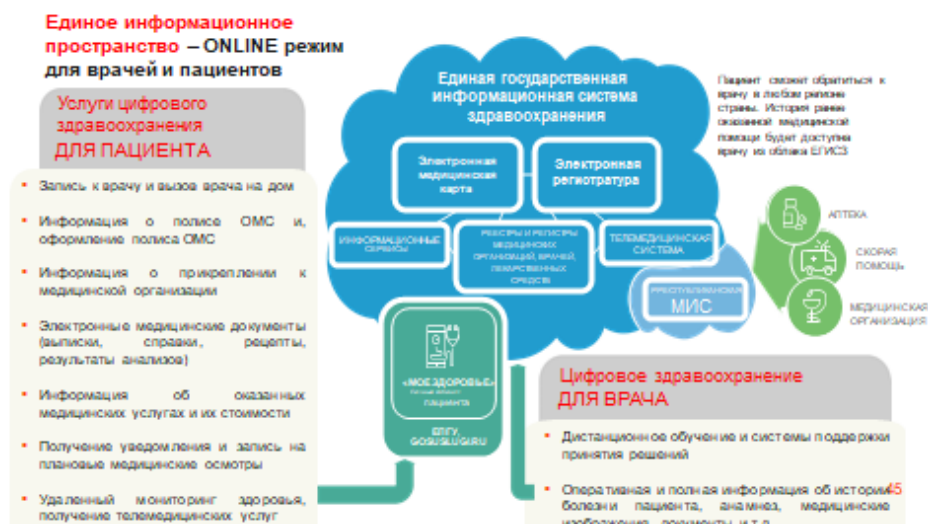 Единое информационное
пространство – ONLINE режим
для врачей и пациентов
Услуги цифрового
здравоохранения
ДЛЯ ПАЦИЕНТА
Запись к врачу и вызов врача на дом
Информация о полисе ОМС и,
оформление полиса ОМС
Информация о прикреплении к
медицинской организации
Электронные медицинские документы
(выписки, справки, рецепты,
результаты анализов)
Информация об оказанных
медицинских услугах и их стоимости
Получение уведомления и запись на
плановые медицинские осмотры
Удаленный мониторинг здоровья,
получение телемедицинских услуг
Единая государственная
информационная система
здравоохранения
Электронная
медицинская
карта
Электронная
регистратура
ИНФОРМАЦИОННЫЕ
СЕРВИСЫ
РЕЕСТРЫ И РЕГИСТРЫ
МЕДИЦИНСКИХ
ОРГАНИЗАЦИЙ, ВРАЧЕЙ,
ЛЕКАРСТВЕННЫХ
СРЕДСТВ
ТЕЛЕМЕДИЦИНСКАЯ
СИСТЕМА
МИС
Пациент сможет обратиться к
врачу в любом регионе
страны. История ранее
оказанной медицинской
помощи будет доступна
врачу из облака ЕГИСЗ
АПТЕКА
СКОРАЯ
ПОМОЩЬ
МЕДИЦИНСКАЯ
ОРГАНИЗАЦИЯ
«МОЕ ЗДОРОВЬЕ»
ПАЦИЕНТА
ЕПГУ,
GOSUSLUGI.RU
Цифровое здравоохранение
ДЛЯ ВРАЧА
Дистанционное обучение и системы поддержки
принятия решений
Оперативная и полная информация об истории
болезни пациента, анамнез, медицинские
изображения, документы и т.д.
45